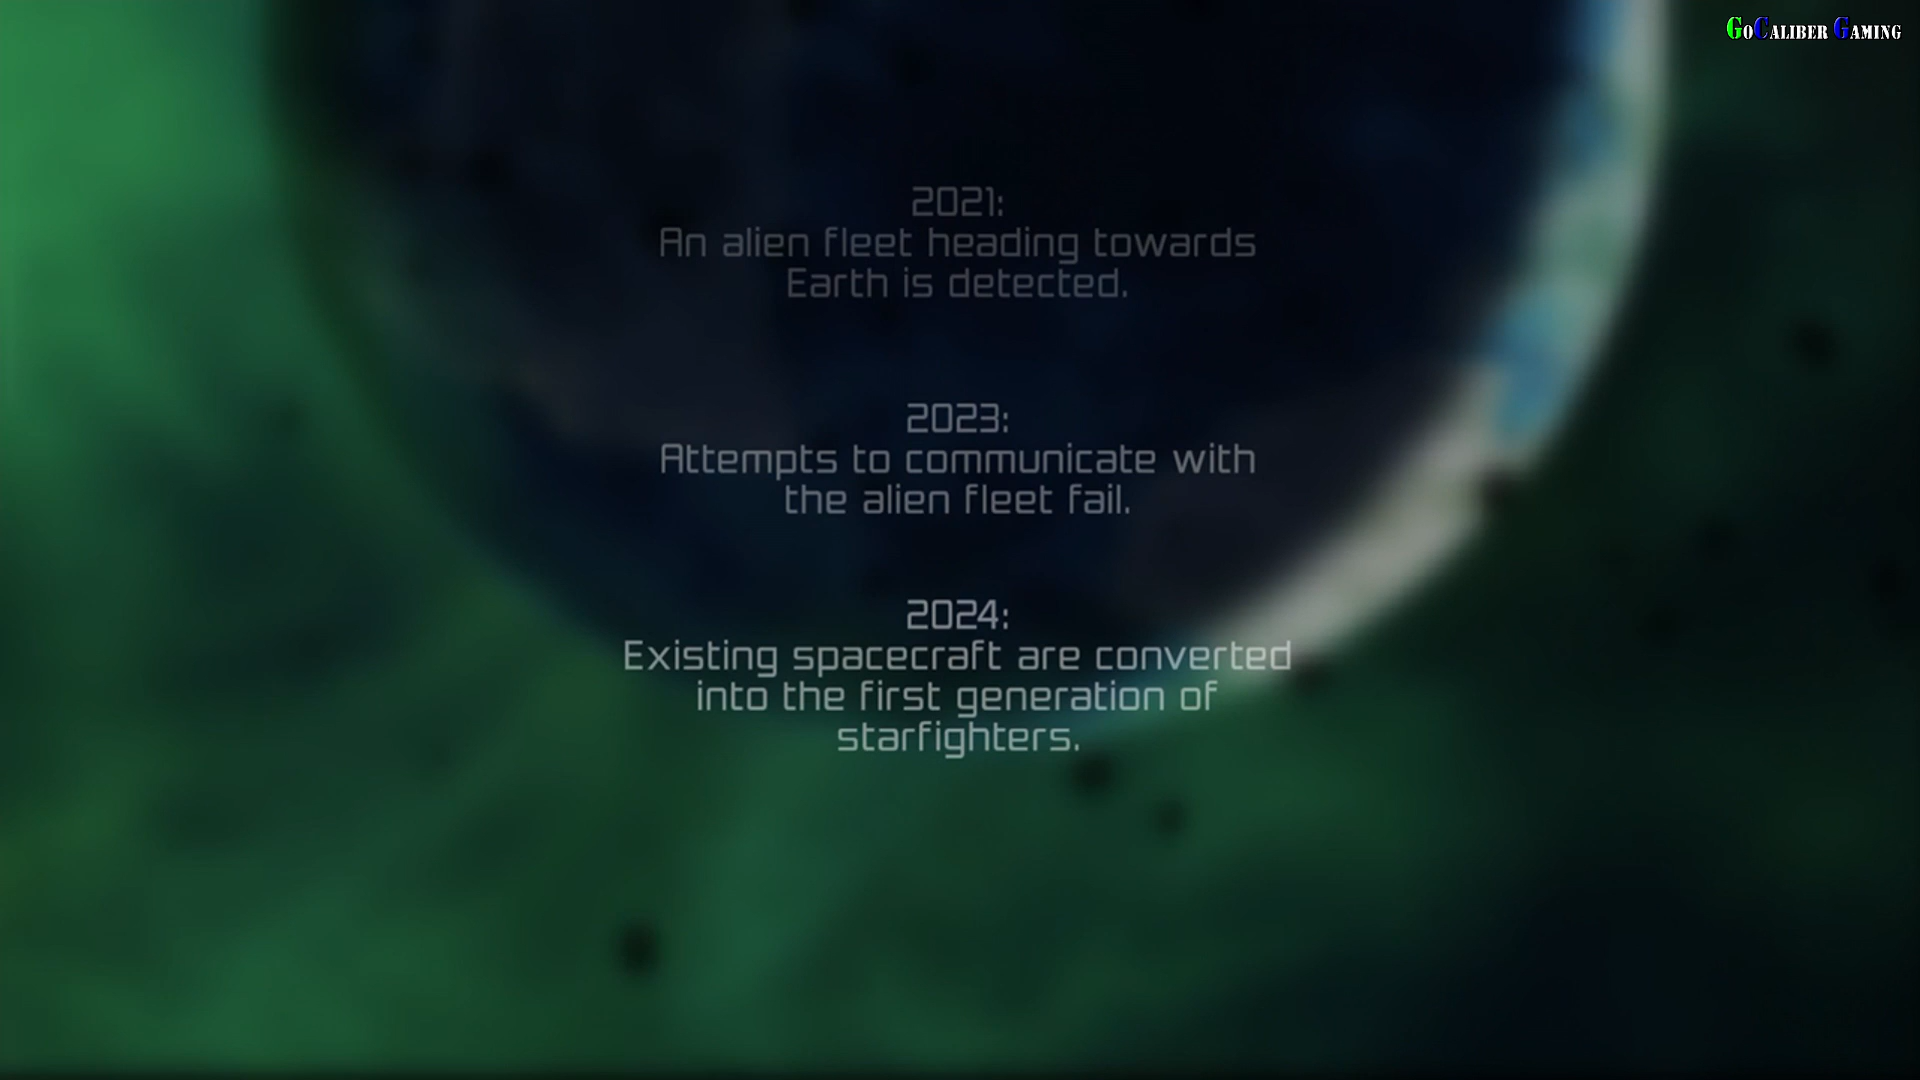 GoCaliber Gaming
2021:
An alien fleet heading towards
Earth is detected.
2023:
Attempts to communicate with
the alien fleet fail.
2024:
Existing spacecraft are converted
into the first generation of
starfighters.